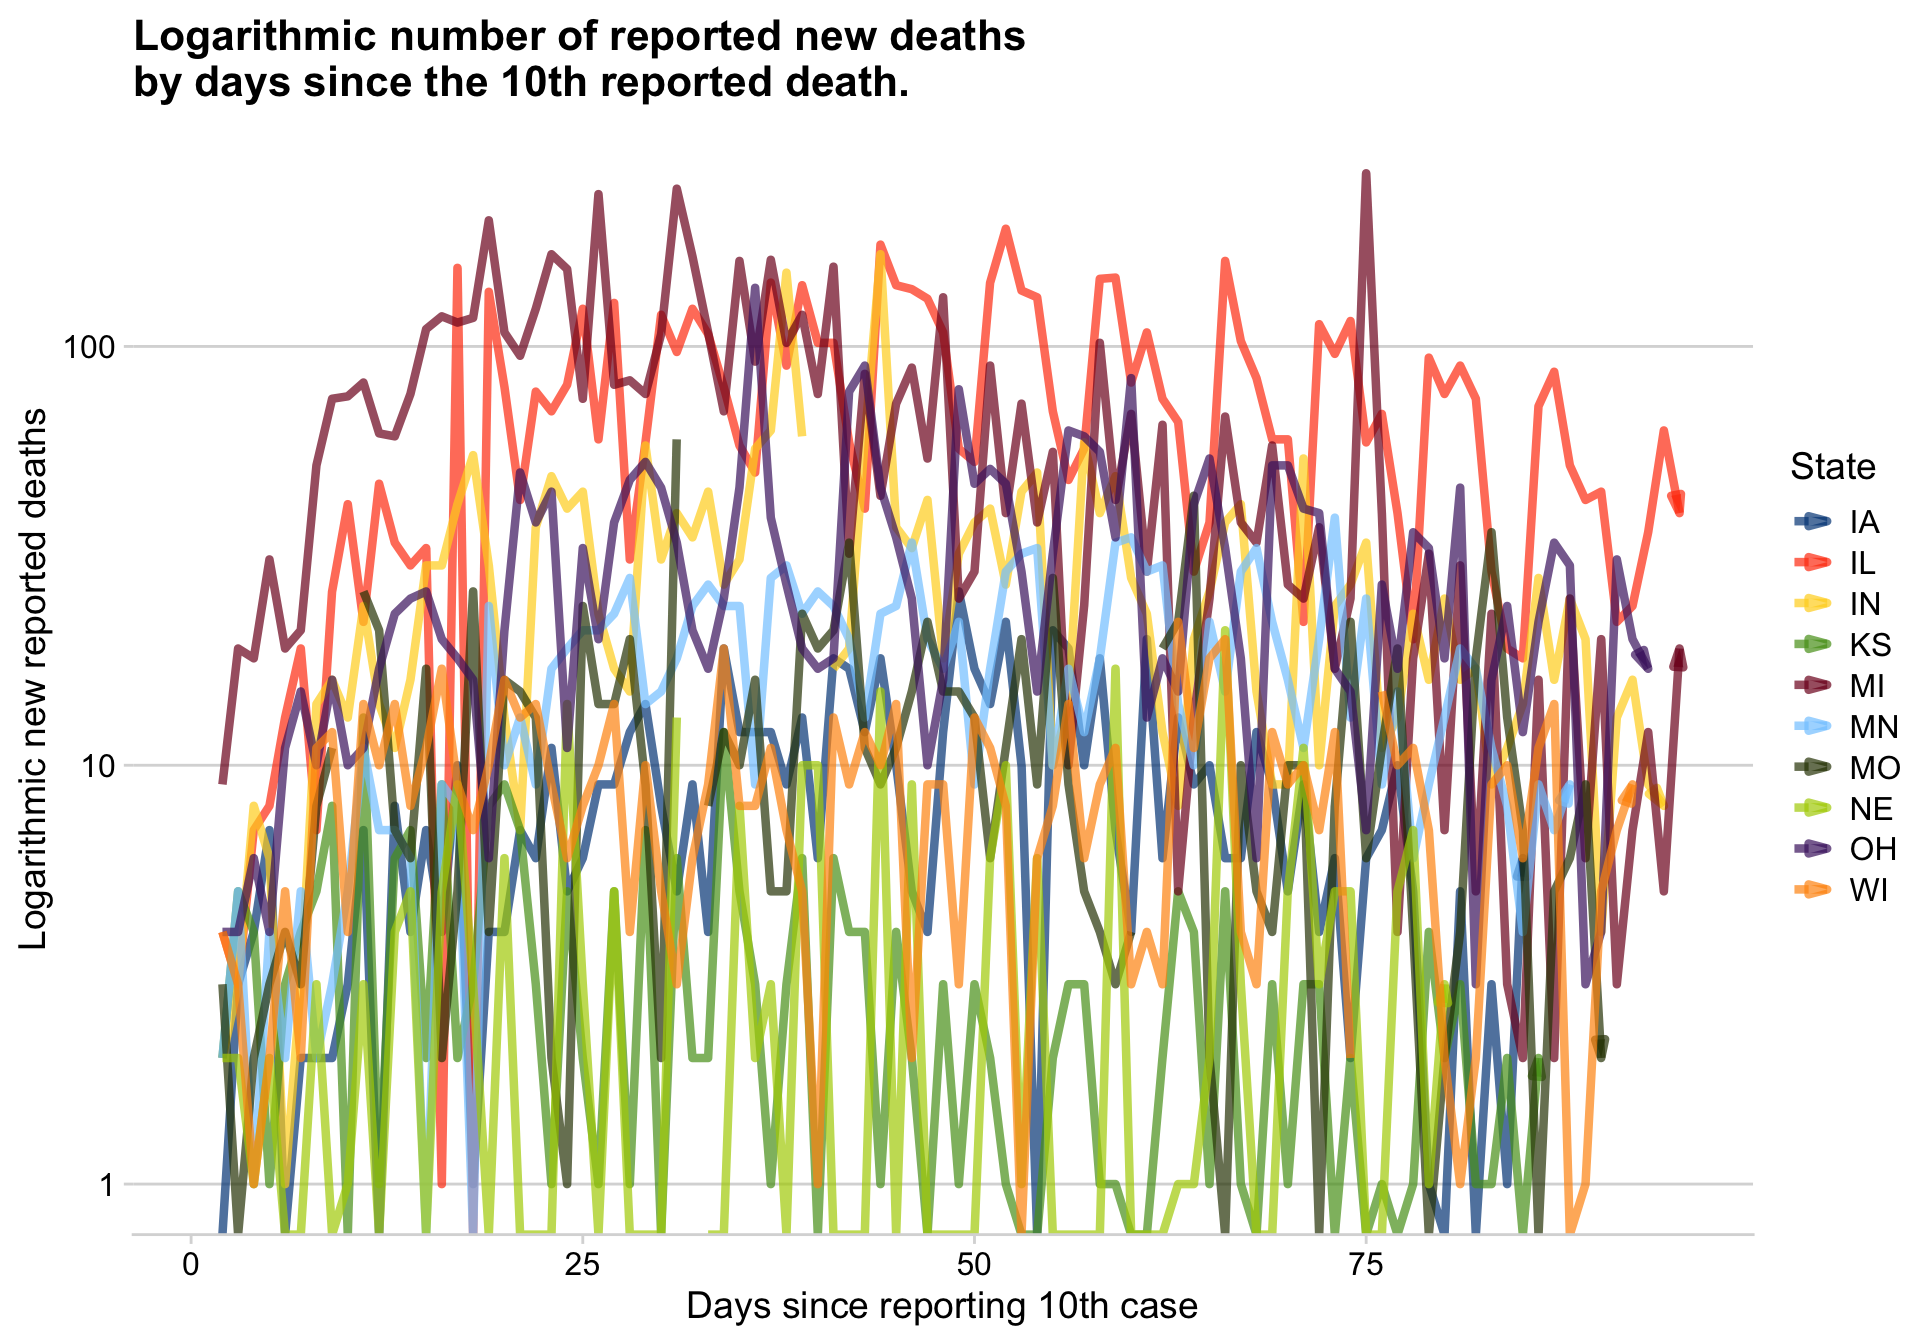 Logarithmic number of reported new deaths
by days since the 10th reported death.
Logarithmic new reported deaths
100
10
1
0
25
50
75
Days since reporting 10th case
State
IA
IL
IN
KS
MI
MN
MO
NE
OH
WI